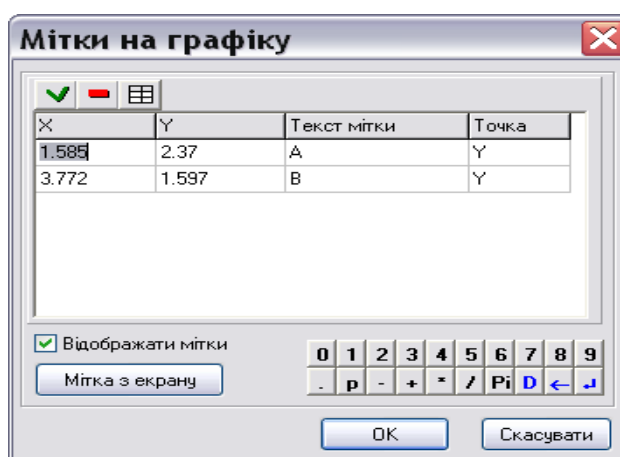 Мітки на графіку
X Y Текст мітки Точка
1.585 2.37 A Y
3.772 1.597 B Y
Відображати мітки
0 1 2 3 4 5 6 7 8 9
Мітка з екрану
. p - + * / Pi D ← ↲
OK Скасувати